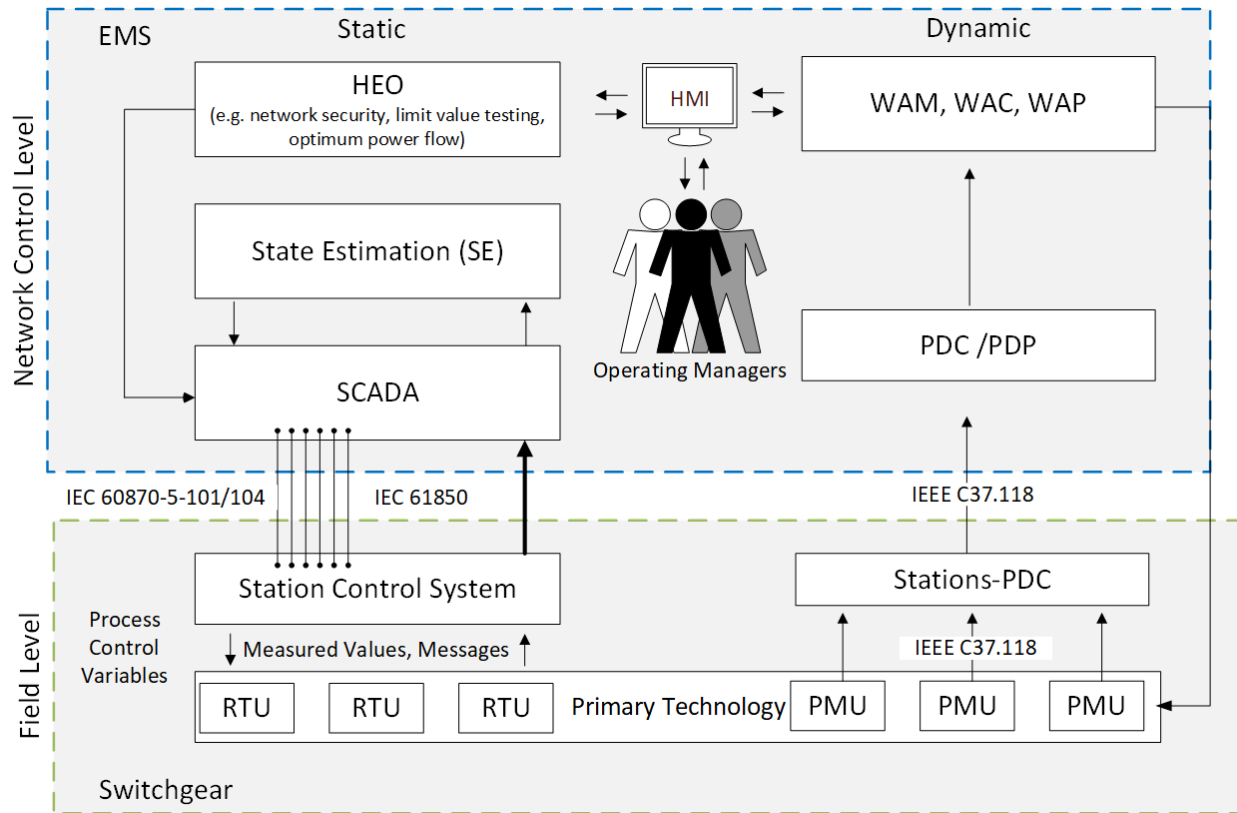 EMS
Static
Dynamic
HEO
(e.g. network security, limit value testing,
optimum power flow)
HMI
WAM, WAC, WAP
Network Control Level
State Estimation (SE)
Operating Managers
PDC /PDP
SCADA
IEC 60870-5-101/104
IEC 61850
IEEE C37.118
Field Level
Station Control System
Stations-PDC
Process
Control
Variables
Measured Values, Messages
IEEE C37.118
RTU
RTU
RTU
Primary Technology
PMU
PMU
PMU
Switchgear